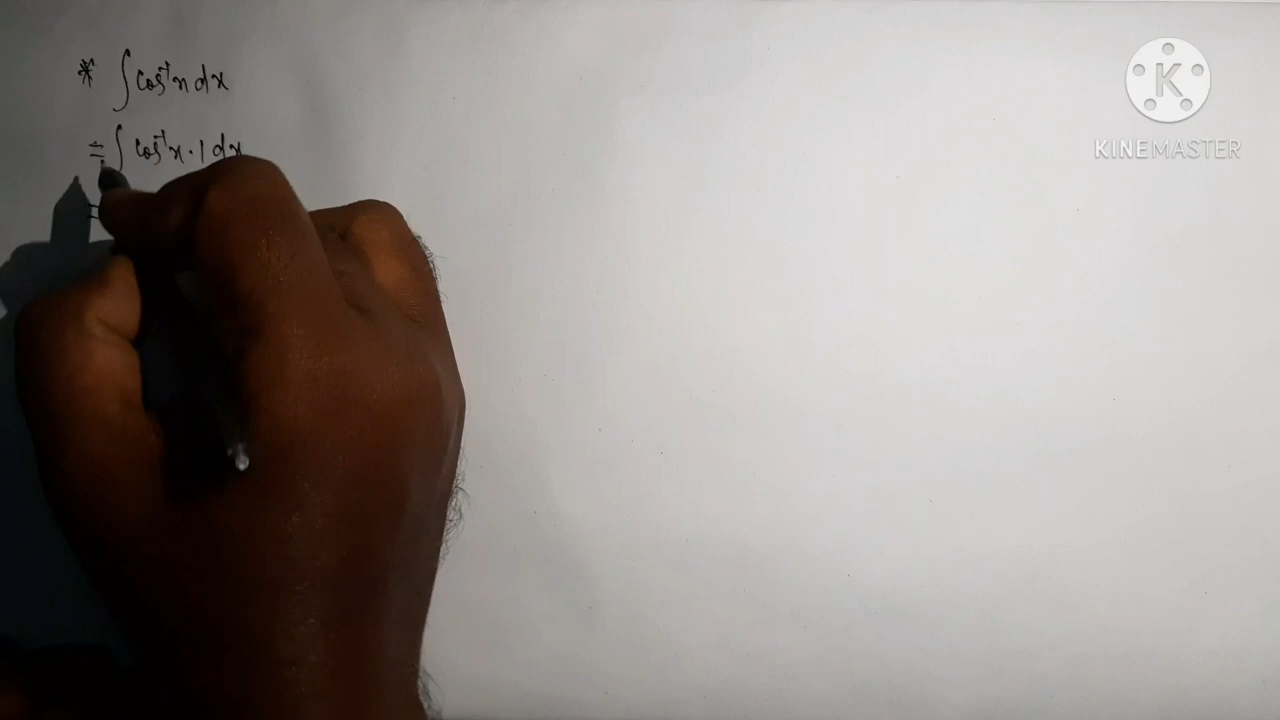 * ∫ cos⁻¹x dx
= ∫ cos⁻¹x · 1 dx
=
K
KINEMASTER